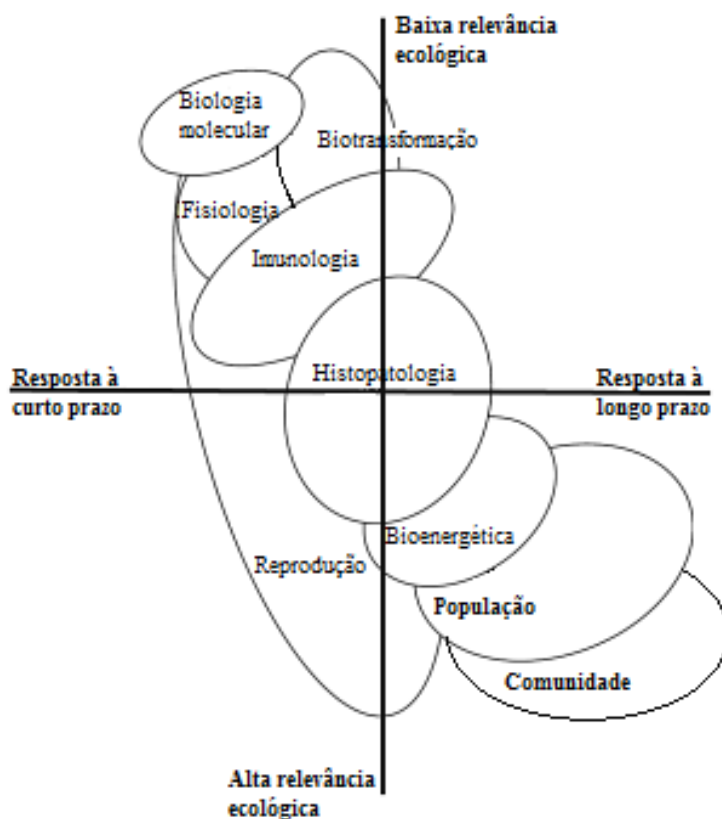 Baixa relevância
ecológica
Biologia
molecular
Biotransformação
Fisiologia
Imunologia
Histopatologia
Resposta à
curto prazo
Resposta à
longo prazo
Bioenergética
Reprodução
População
Comunidade
Alta relevância
ecológica